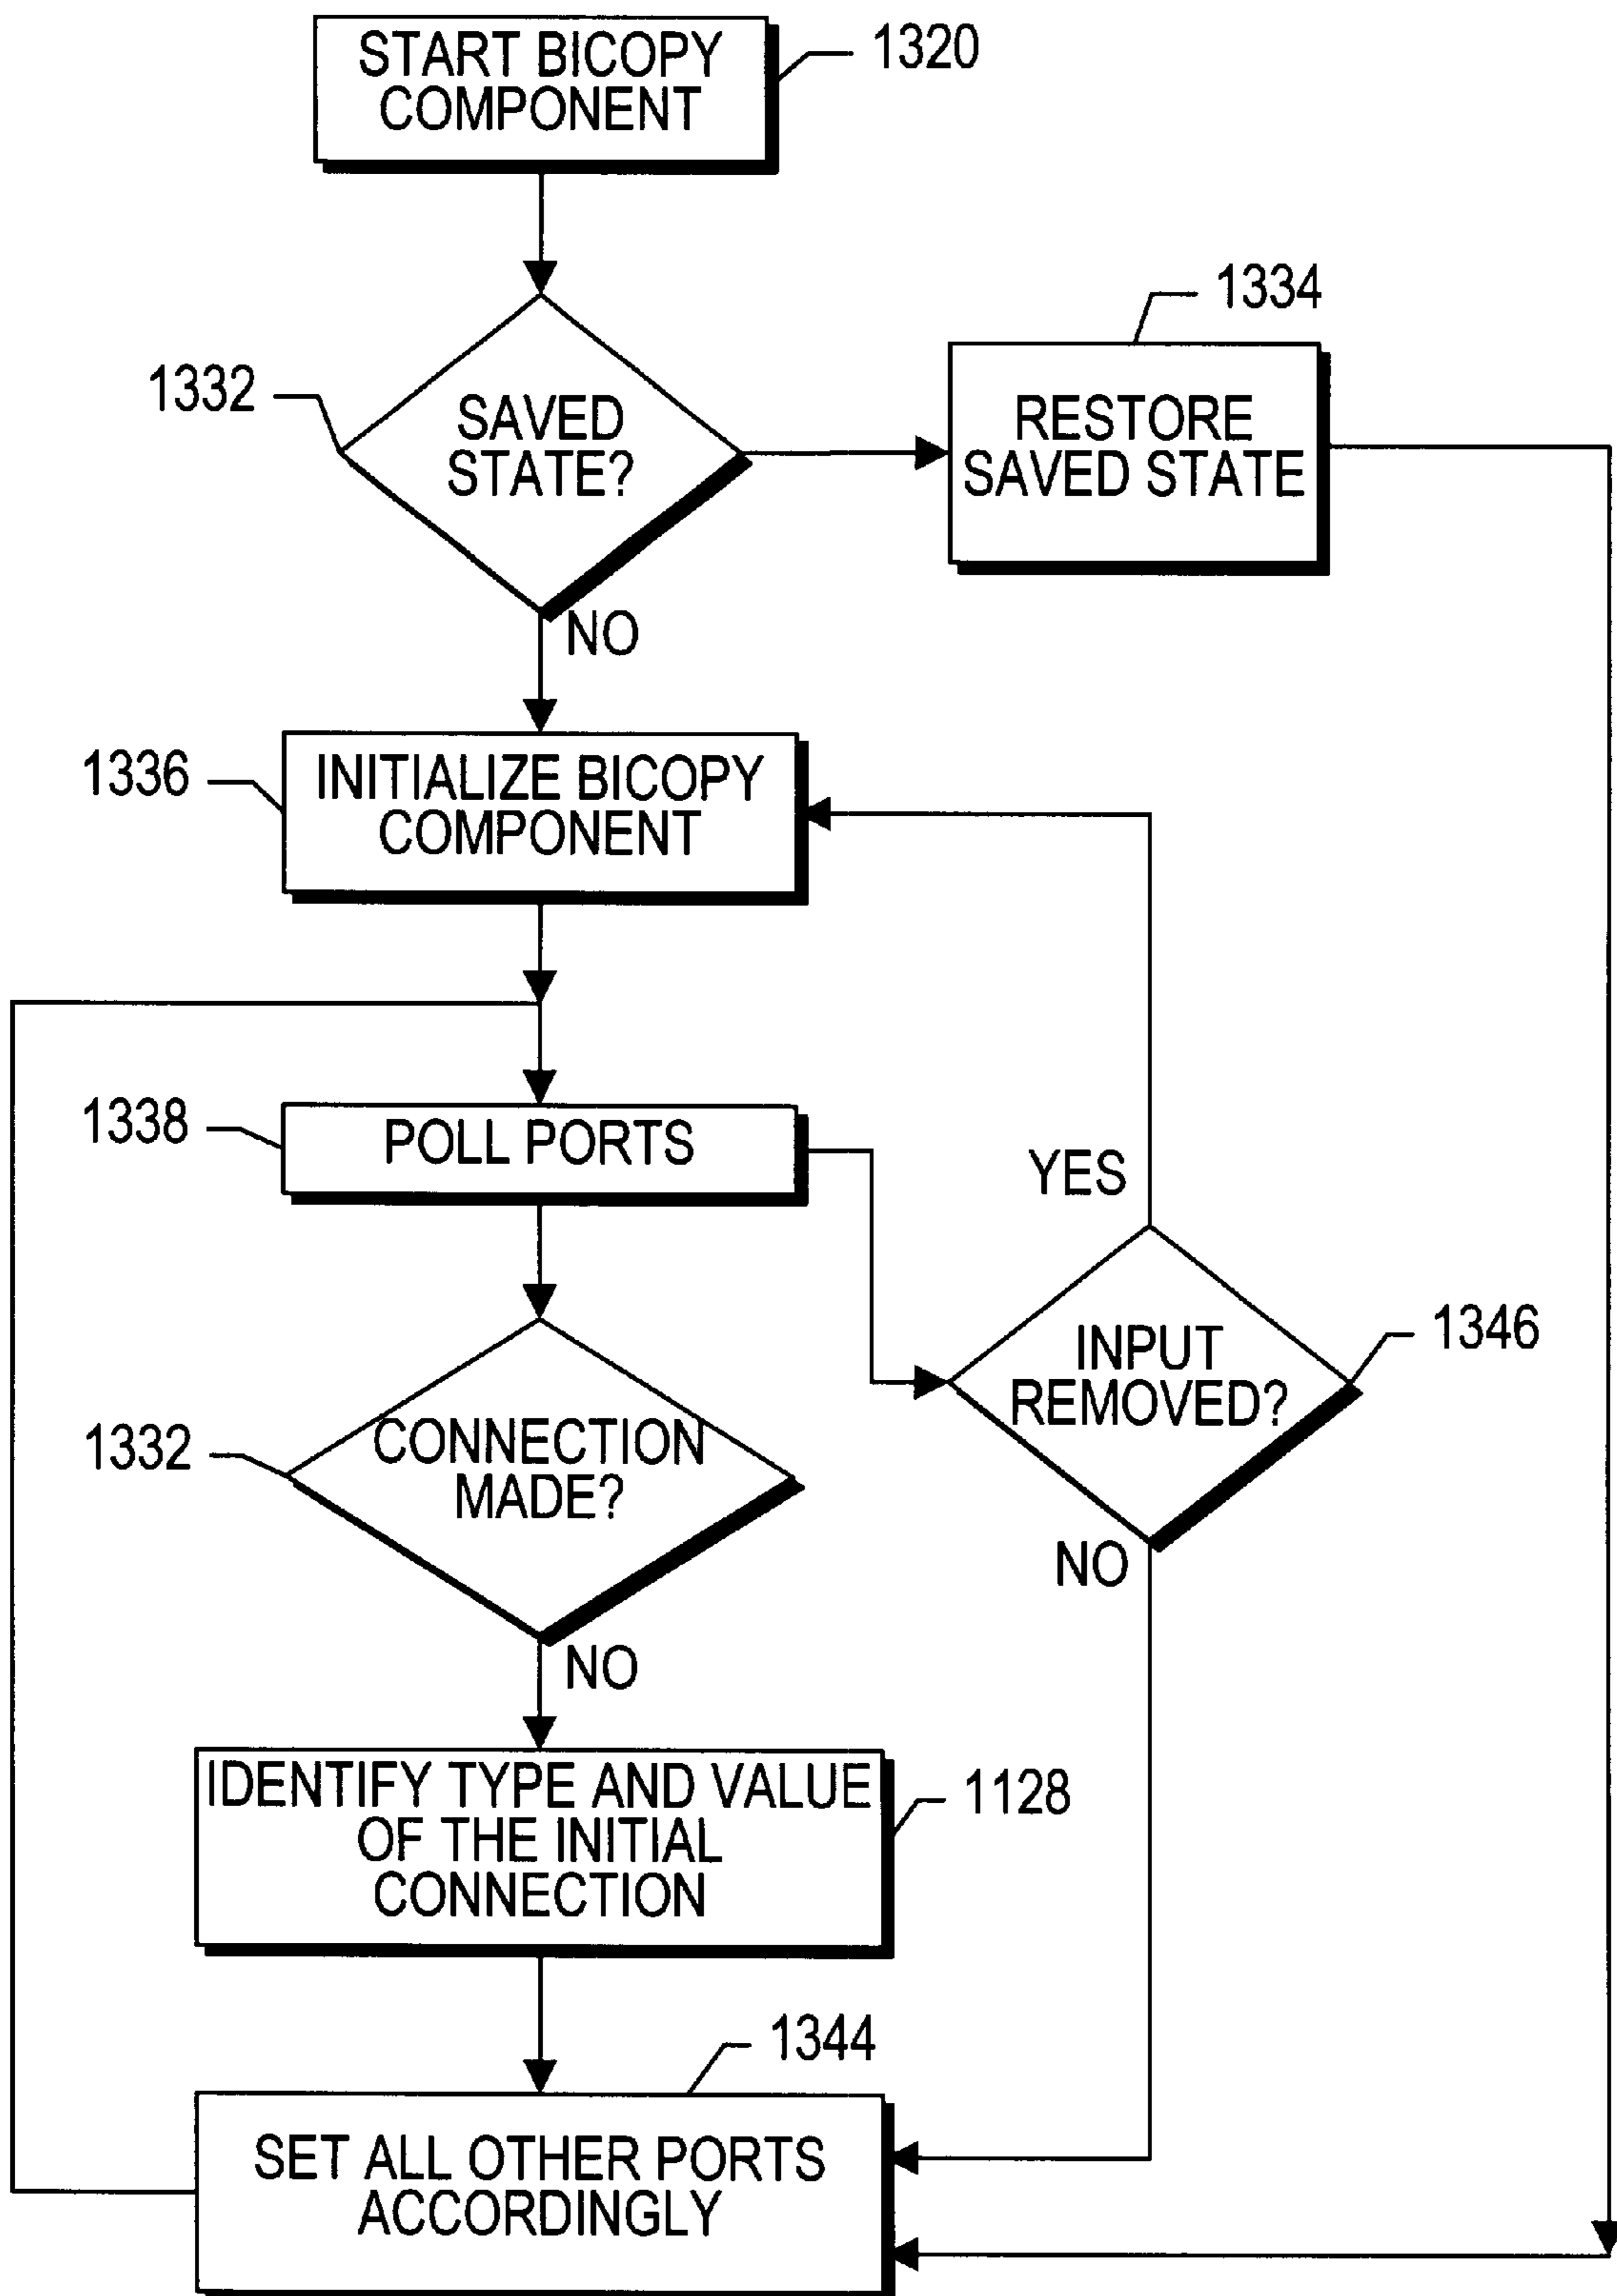 START BICOPY
COMPONENT
1320
1334
1332
SAVED
STATE?
RESTORE
SAVED STATE
NO
1336
INITIALIZE BICOPY
COMPONENT
1338
POLL PORTS
YES
1332
CONNECTION
MADE?
INPUT
REMOVED?
1346
NO
NO
IDENTIFY TYPE AND VALUE
OF THE INITIAL
CONNECTION
1128
1344
SET ALL OTHER PORTS
ACCORDINGLY